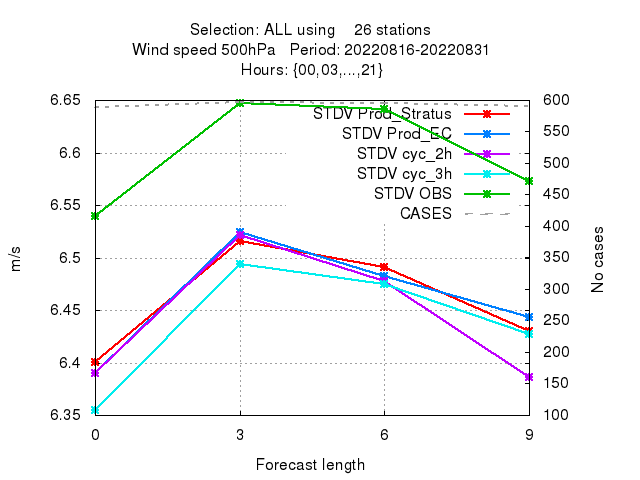 Selection: ALL using 26 stations
Wind speed 500hPa Period: 20220816-20220831
Hours: {00,03,...,21}
6.65
6.6
6.55
6.5
6.45
6.4
6.35
600
550
500
450
400
350
300
250
200
150
100
STDV Prod_Stratus
STDV Prod_EC
STDV cyc_2h
STDV cyc_3h
STDV OBS
CASES
m/s
No cases
0 3 6 9
Forecast length